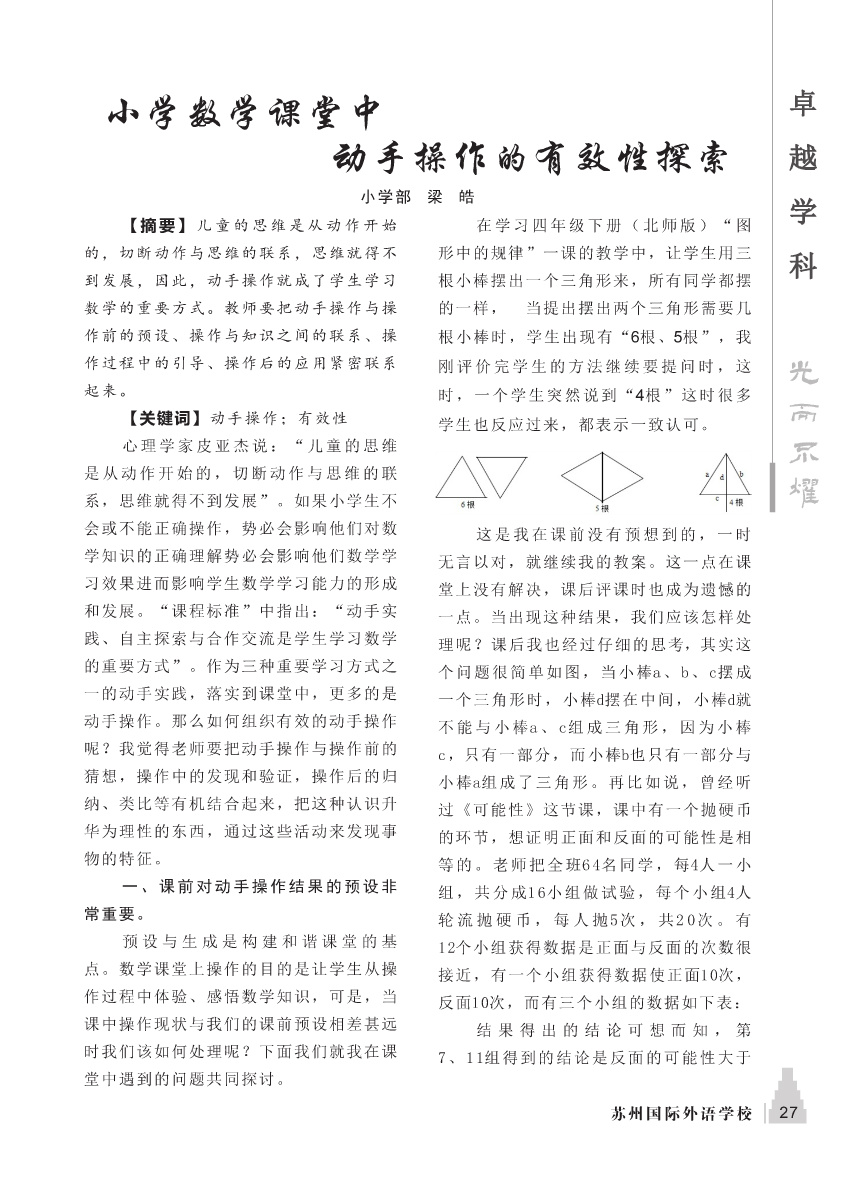 小学数学课堂中
动手操作的有效性探索
小学部 梁 皓
【摘要】儿童的思维是从动作开始
的，切断动作与思维的联系，思维就得不
到发展，因此，动手操作就成了学生学习
数学的重要方式。教师要把动手操作与操
作前的预设、操作与知识之间的联系、操
作过程中的引导、操作后的应用紧密联系
起来。
【关键词】动手操作；有效性
心理学家皮亚杰说：“儿童的思维
是从动作开始的，切断动作与思维的联
系，思维就得不到发展”。如果小学生不
会或不能正确操作，势必会影响他们对数
学知识的正确理解势必会影响他们数学学
习效果进而影响学生数学学习能力的形成
和发展。“课程标准”中指出：“动手实
践、自主探索与合作交流是学生学习数学
的重要方式”。作为三种重要学习方式之
一的动手实践，落实到课堂中，更多的是
动手操作。那么如何组织有效的动手操作
呢？我觉得老师要把动手操作与操作前的
猜想，操作中的发现和验证，操作后的归
纳、类比等有机结合起来，把这种认识升
华为理性的东西，通过这些活动来发现事
物的特征。
一、课前对动手操作结果的预设非
常重要。
预设与生成是构建和谐课堂的基
点。数学课堂上操作的目的是让学生从操
作过程中体验、感悟数学知识，可是，当
课中操作现状与我们的课前预设相差甚远
时我们该如何处理呢？下面我们就我在课
堂中遇到的问题共同探讨。
在学习四年级下册（北师版）“图
形中的规律”一课的教学中，让学生用三
根小棒摆出一个三角形来，所有同学都摆
的一样， 当提出摆出两个三角形需要几
根小棒时，学生出现有“6根、5根”，我
刚评价完学生的方法继续要提问时，这
时，一个学生突然说到“4根”这时很多
学生也反应过来，都表示一致认可。
6根
5根
a d b
c 4根
这是我在课前没有预想到的，一时
无言以对，就继续我的教案。这一点在课
堂上没有解决，课后评课时也成为遗憾的
一点。当出现这种结果，我们应该怎样处
理呢？课后我也经过仔细的思考，其实这
个问题很简单如图，当小棒a、b、c摆成
一个三角形时，小棒d摆在中间，小棒d就
不能与小棒a、c组成三角形，因为小棒
c，只有一部分，而小棒b也只有一部分与
小棒a组成了三角形。再比如说，曾经听
过《可能性》这节课，课中有一个抛硬币
的环节，想证明正面和反面的可能性是相
等的。老师把全班64名同学，每4人一小
组，共分成16小组做试验，每个小组4人
轮流抛硬币，每人抛5次，共20次。有
12个小组获得数据是正面与反面的次数很
接近，有一个小组获得数据使正面10次，
反面10次，而有三个小组的数据如下表：
结果得出的结论可想而知，第
7、11组得到的结论是反面的可能性大于
卓越学科
光而不耀
苏州国际外语学校
27